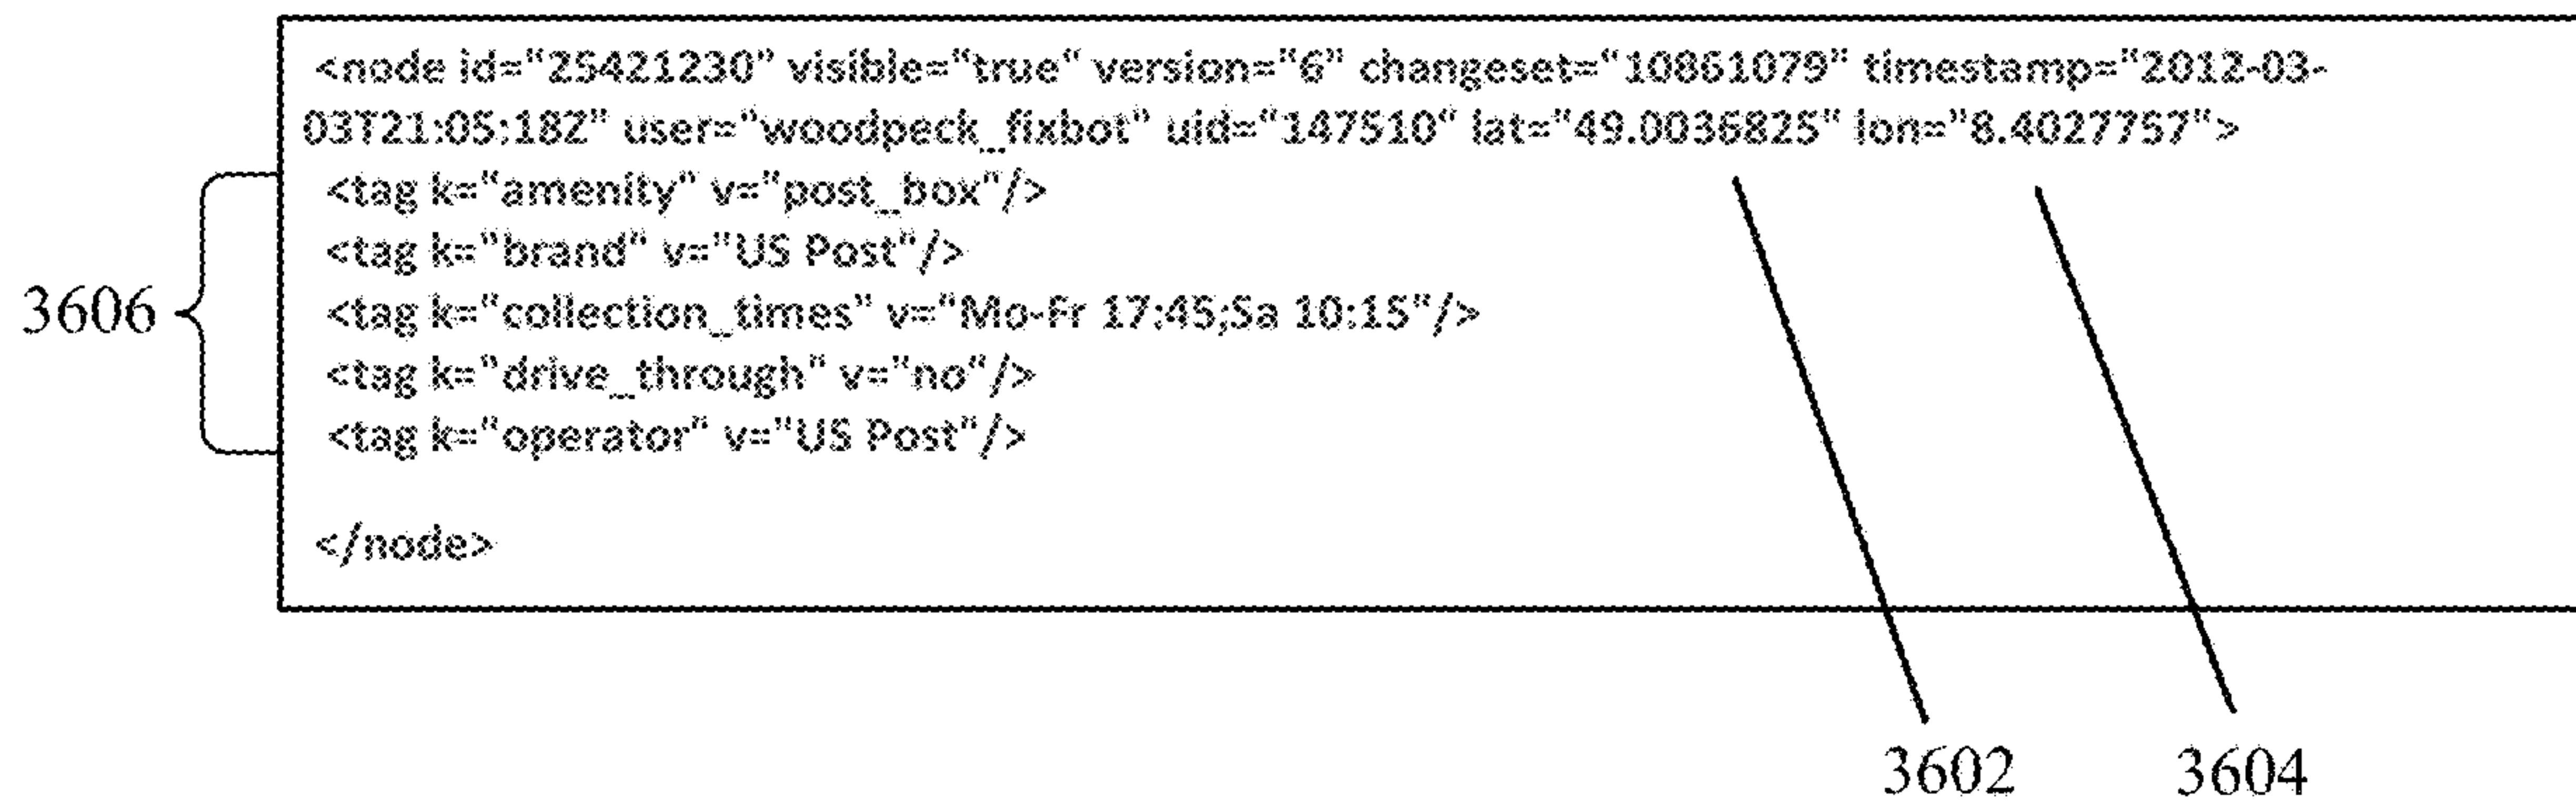 <node id="25421230" visible="true" version="6" changeset="10861079" timestamp="2012-03-
03T21:05:18Z" user="woodpeck_fixbot" uid="147510" lat="49.0036825" lon="8.4027757">
<tag k="amenity" v="post_box"/>
<tag k="brand" v="US Post"/>
3606
<tag k="collection_times" v="Mo-Fr 17:45;Sa 10:15"/>
<tag k="drive_through" v="no"/>
<tag k="operator" v="US Post"/>
</node>
3602 3604